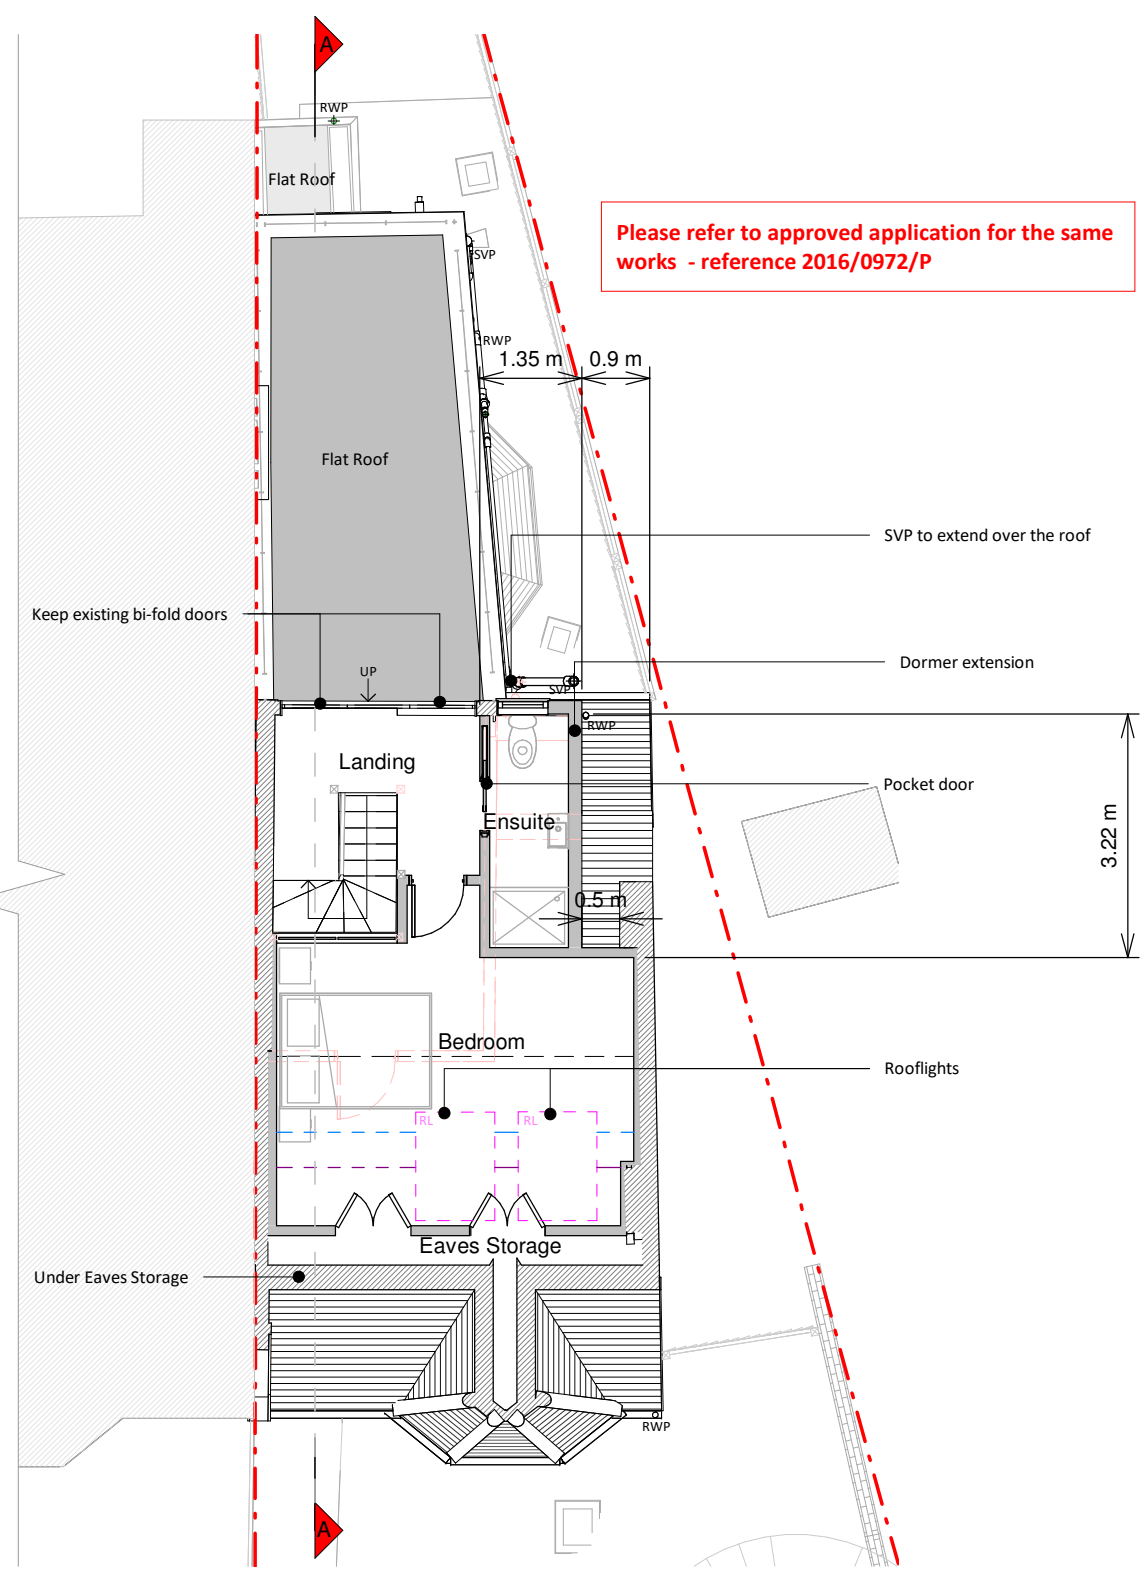 A
RWP
Flat Roof
Please refer to approved application for the same
works - reference 2016/0972/P
SVP
RWP
1.35 m
0.9 m
Flat Roof
SVP to extend over the roof
Keep existing bi-fold doors
Dormer extension
UP
SVP
RWP
Landing
Pocket door
Ensuite
3.22 m
0.5 m
Bedroom
Rooflights
RL
RL
Eaves Storage
Under Eaves Storage
RWP
A